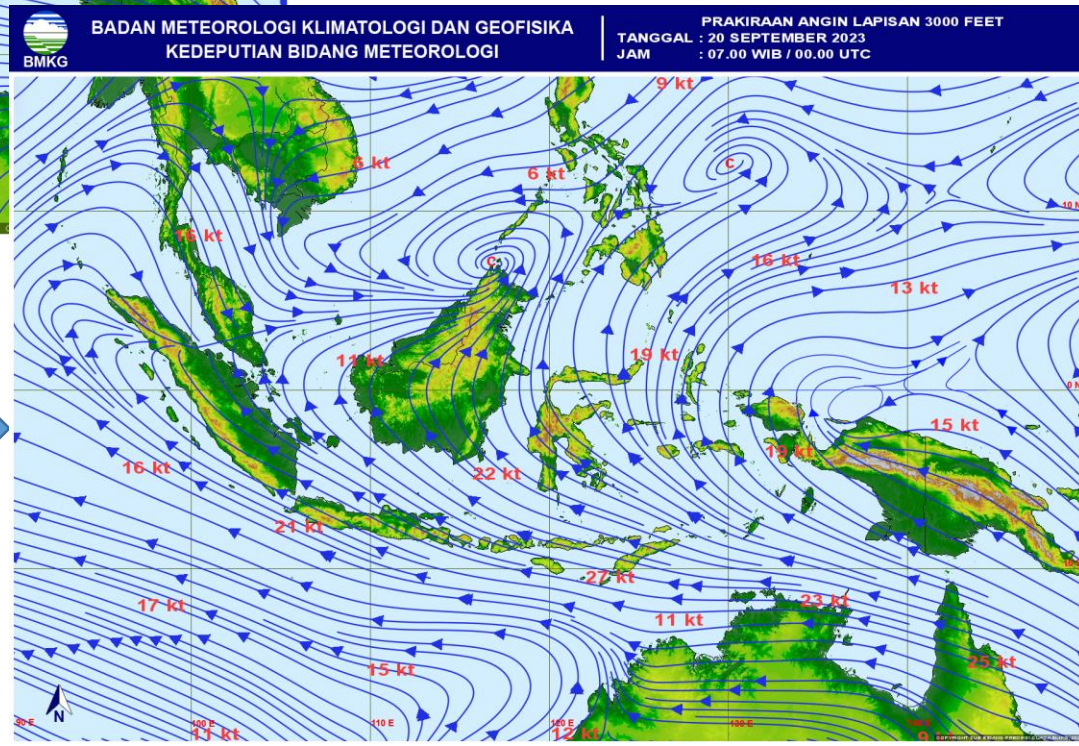 BMKG
BADAN METEOROLOGI KLIMATOLOGI DAN GEOFISIKA
KEDEPUTIAN BIDANG METEOROLOGI
PRAKIRAAN ANGIN LAPISAN 3000 FEET
TANGGAL : 20 SEPTEMBER 2023
JAM : 07.00 WIB / 00.00 UTC
9 kt
C
6 kt
6 kt
10 N
16 kt
C
16 kt
13 kt
11 kt
19 kt
0 N
15 kt
19 kt
16 kt
22 kt
21 kt
27 kt
17 kt
23 kt
11 kt
15 kt
25 kt
N
90 E
100 E
110 E
120 E
130 E
11 kt
12 kt
9